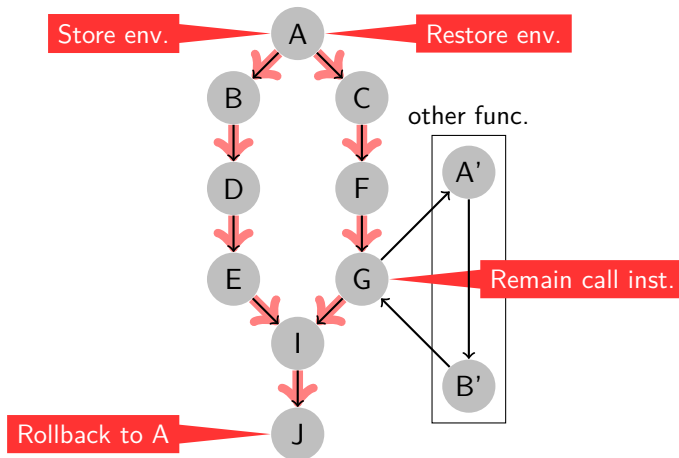 Store env.
A
Restore env.
B
C
other func.
A'
D
F
E
G
Remain call inst.
I
B'
Rollback to A
J